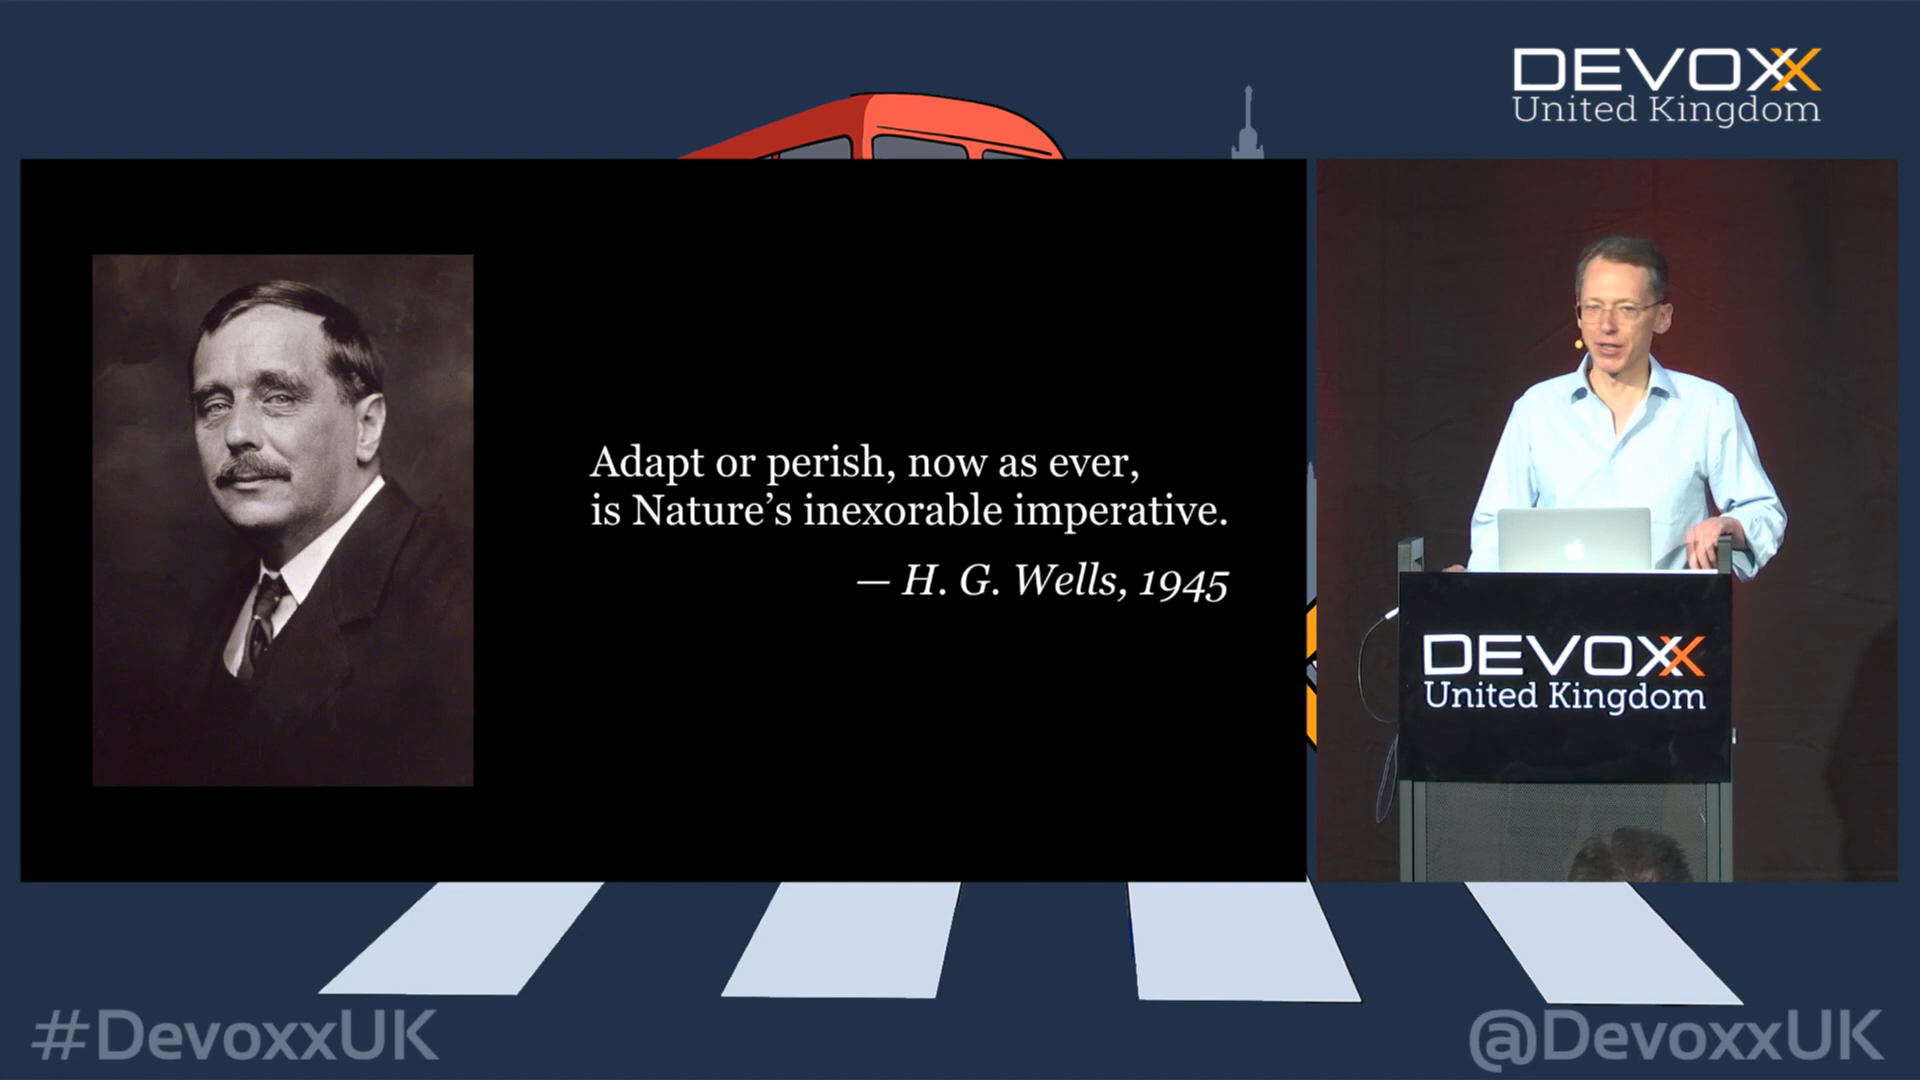 DEVOXX
United Kingdom
Adapt or perish, now as ever,
is Nature’s inexorable imperative.
— H. G. Wells, 1945
DEVOXX
United Kingdom
#DevoxxUK
@DevoxxUK